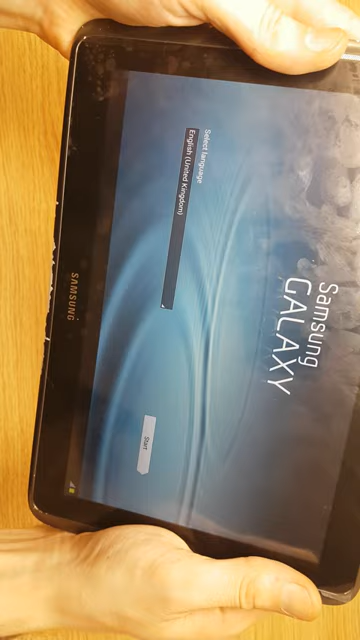 Samsung
GALAXY
Select language
English (United Kingdom)
Start
SAMSUNG